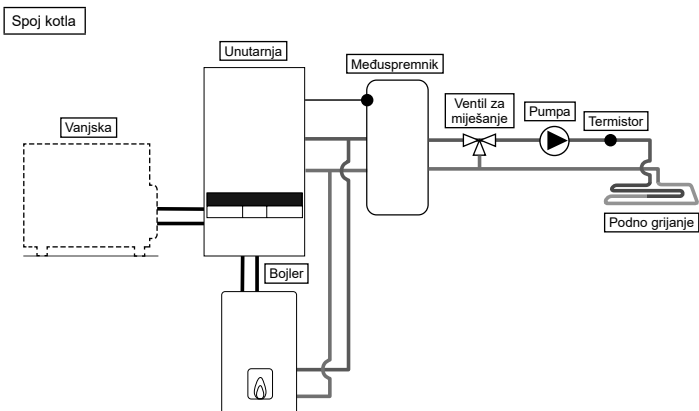 Spoj kotla
Unutarnja
Međuspremnik
Ventil za
miješanje
Pumpa
Termistor
Vanjska
Podno grijanje
Bojler